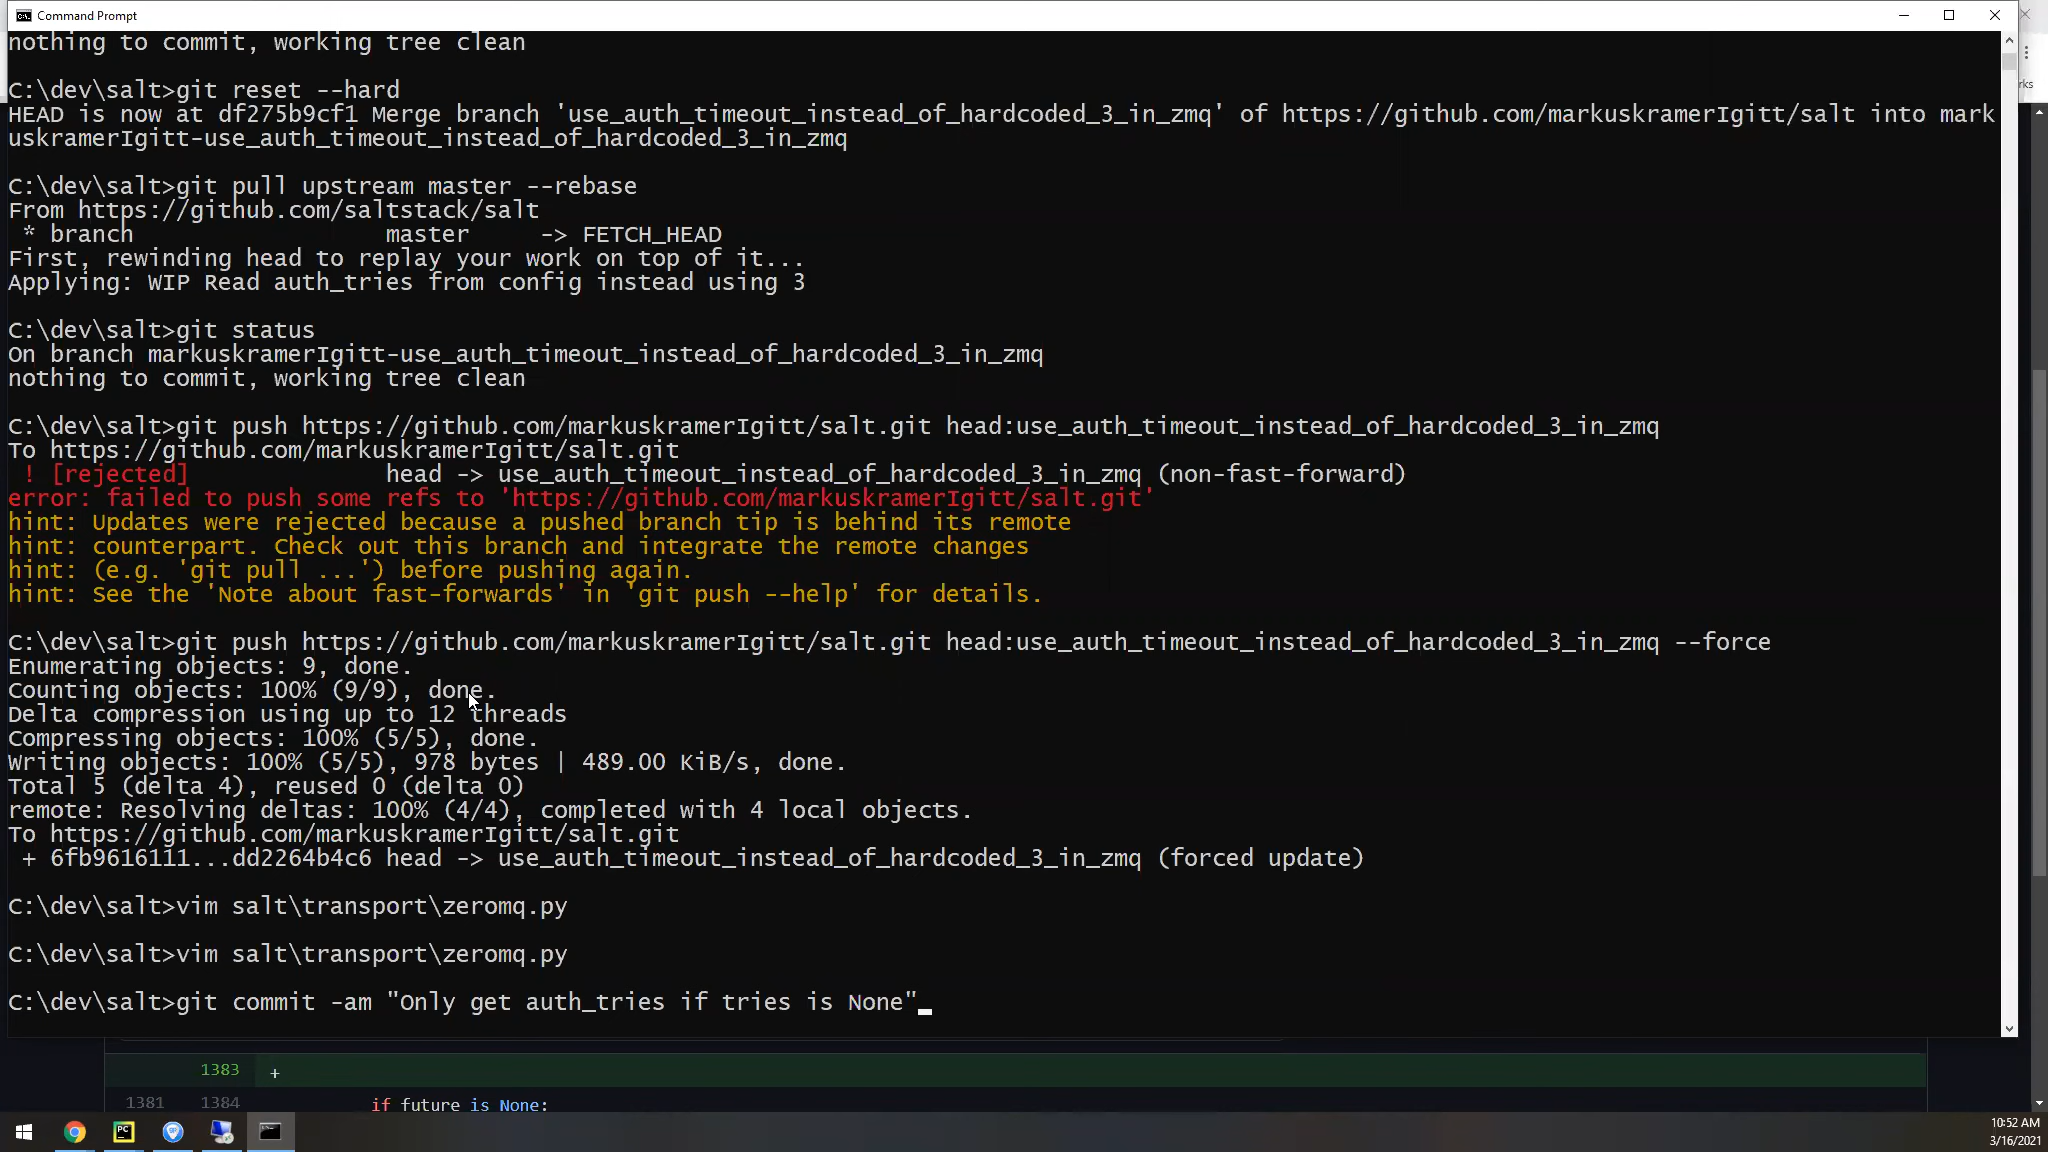 Command Prompt
nothing to commit, working tree clean
C:\dev\salt>git reset --hard
HEAD is now at df275b9cf1 Merge branch 'use_auth_timeout_instead_of_hardcoded_3_in_zmq' of https://github.com/markuskramerIgitt/salt into mark
uskramerIgitt-use_auth_timeout_instead_of_hardcoded_3_in_zmq
C:\dev\salt>git pull upstream master --rebase
From https://github.com/saltstack/salt
 * branch                  master     -> FETCH_HEAD
First, rewinding head to replay your work on top of it...
Applying: WIP Read auth_tries from config instead using 3
C:\dev\salt>git status
On branch markuskramerIgitt-use_auth_timeout_instead_of_hardcoded_3_in_zmq
nothing to commit, working tree clean
C:\dev\salt>git push https://github.com/markuskramerIgitt/salt.git head:use_auth_timeout_instead_of_hardcoded_3_in_zmq
To https://github.com/markuskramerIgitt/salt.git
 ! [rejected]              head -> use_auth_timeout_instead_of_hardcoded_3_in_zmq (non-fast-forward)
error: failed to push some refs to 'https://github.com/markuskramerIgitt/salt.git'
hint: Updates were rejected because a pushed branch tip is behind its remote
hint: counterpart. Check out this branch and integrate the remote changes
hint: (e.g. 'git pull ...') before pushing again.
hint: See the 'Note about fast-forwards' in 'git push --help' for details.
C:\dev\salt>git push https://github.com/markuskramerIgitt/salt.git head:use_auth_timeout_instead_of_hardcoded_3_in_zmq --force
Enumerating objects: 9, done.
Counting objects: 100% (9/9), done.
Delta compression using up to 12 threads
Compressing objects: 100% (5/5), done.
Writing objects: 100% (5/5), 978 bytes | 489.00 KiB/s, done.
Total 5 (delta 4), reused 0 (delta 0)
remote: Resolving deltas: 100% (4/4), completed with 4 local objects.
To https://github.com/markuskramerIgitt/salt.git
 + 6fb9616111...dd2264b4c6 head -> use_auth_timeout_instead_of_hardcoded_3_in_zmq (forced update)
C:\dev\salt>vim salt\transport\zeromq.py
C:\dev\salt>vim salt\transport\zeromq.py
C:\dev\salt>git commit -am "Only get auth_tries if tries is None"
rks
1383 +
1381 1384 if future is None:
PC
10:52 AM
3/16/2021